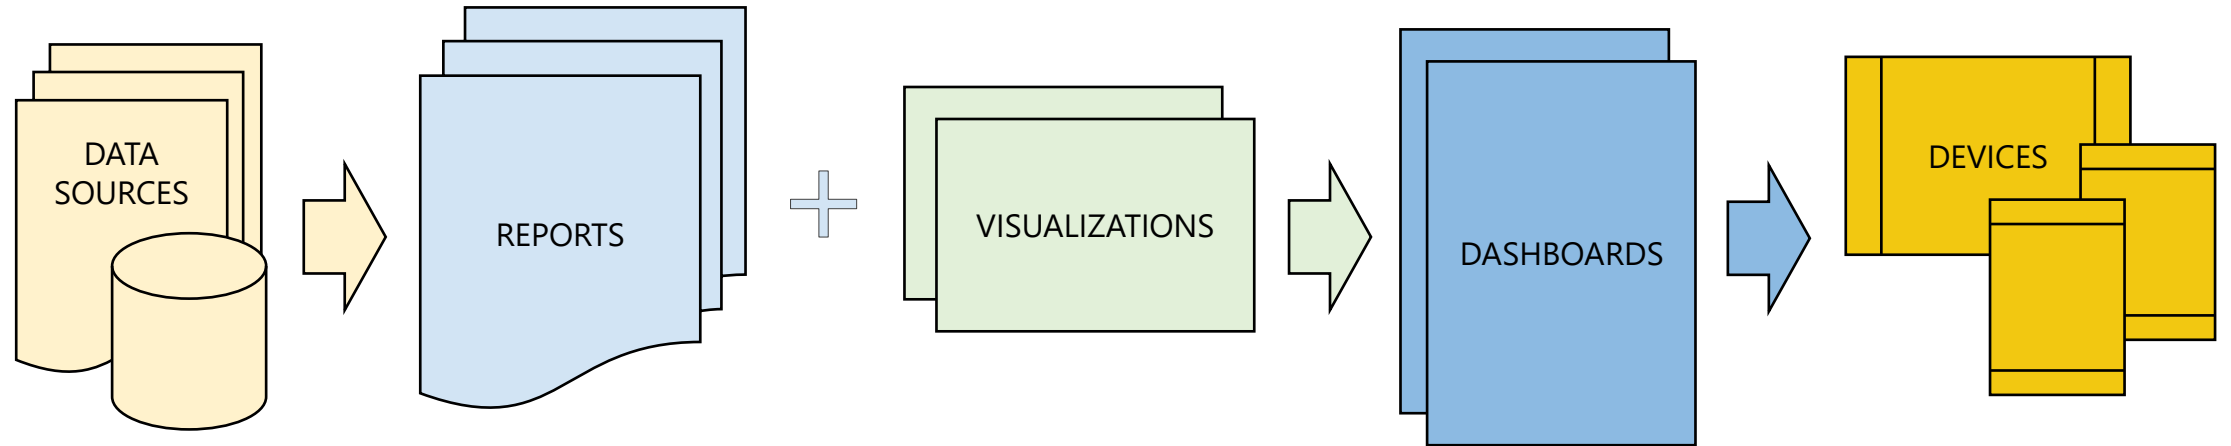 DATA
SOURCES
REPORTS
VISUALIZATIONS
DASHBOARDS
DEVICES